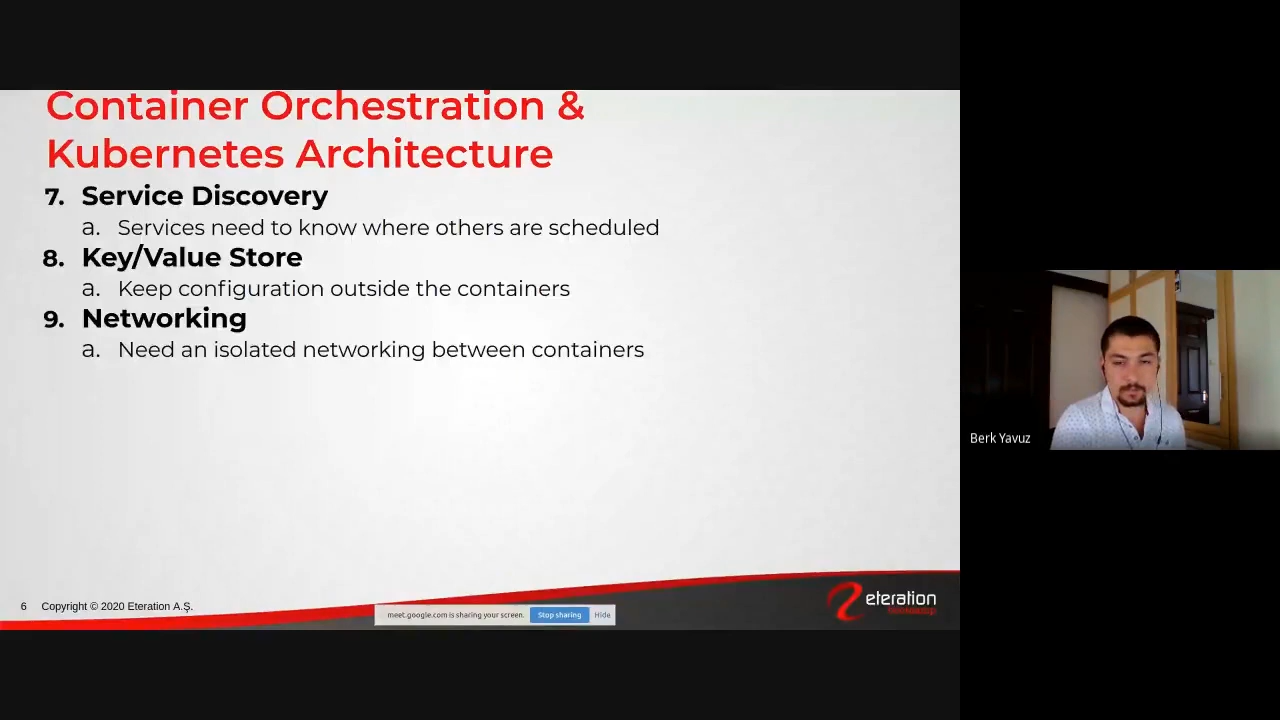 Container Orchestration &
Kubernetes Architecture
7. Service Discovery
a. Services need to know where others are scheduled
8. Key/Value Store
a. Keep configuration outside the containers
9. Networking
a. Need an isolated networking between containers
Berk Yavuz
6 Copyright © 2020 Eteration A.Ş.
meet.google.com is sharing your screen. Stop sharing Hide
eteration